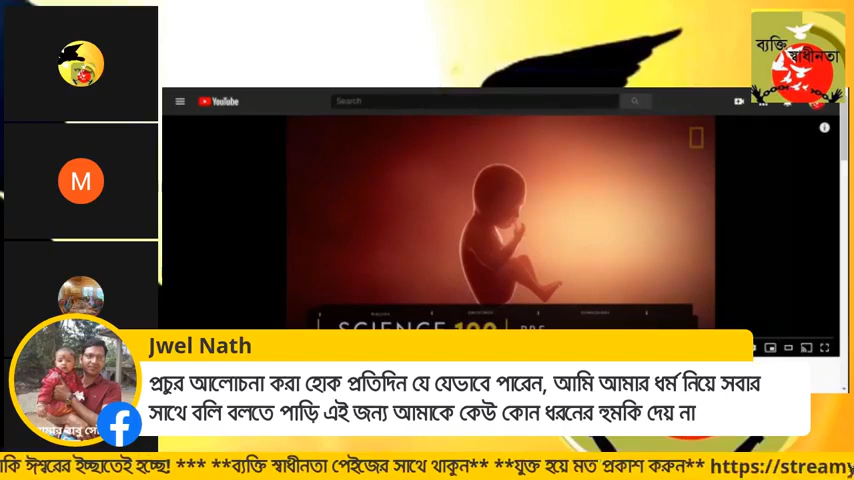 ব্যক্তি
স্বাধীনতা
YouTube
Search
M
SCIENCE 100
Jwel Nath
প্রচুর আলোচনা করা হোক প্রতিদিন যে যেভাবে পারেন, আমি আমার ধর্ম নিয়ে সবার
সাথে বলি বলতে পাড়ি এই জন্য আমাকে কেউ কোন ধরনের হুমকি দেয় না
কি ঈশ্বরের ইচ্ছাতেই হচ্ছে! *** **ব্যক্তি স্বাধীনতা পেইজের সাথে থাকুন** **যুক্ত হয়ে মত প্রকাশ করুন** https://streamy